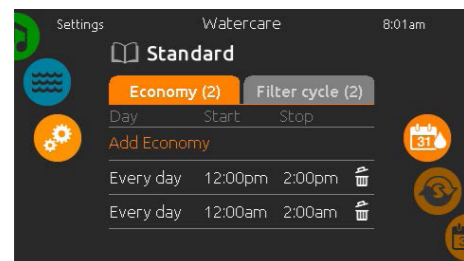 Settings Watercare 8:01am
Standard
Economy (2) Filter cycle (2)
Day Start Stop
Add Economy
31
Every day 12:00pm 2:00pm
Every day 12:00am 2:00am